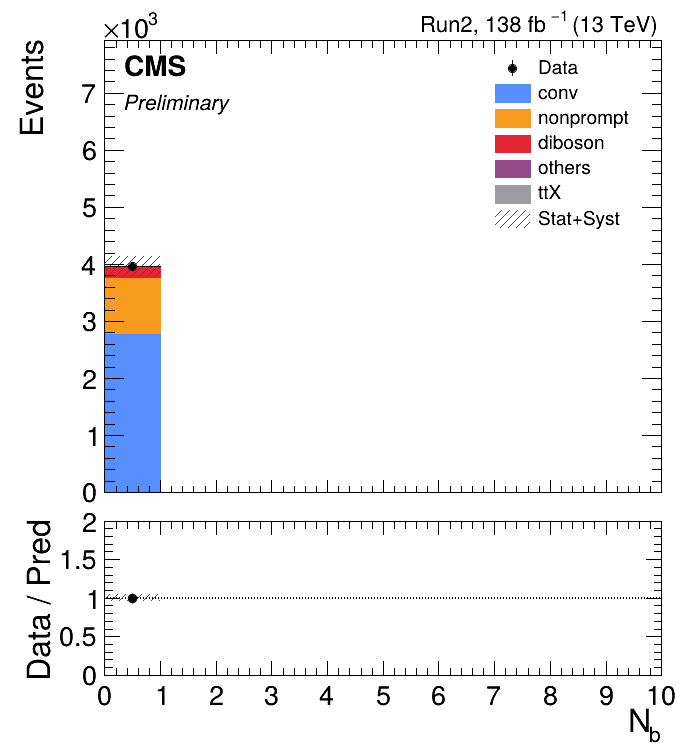 ×10³
Run2, 138 fb⁻¹ (13 TeV)
CMS
Preliminary
Data
conv
nonprompt
diboson
others
ttX
Stat+Syst
Events
7
6
5
4
3
2
1
0
Data / Pred
2
1.5
1
0.5
0
0 1 2 3 4 5 6 7 8 9 10
N_b